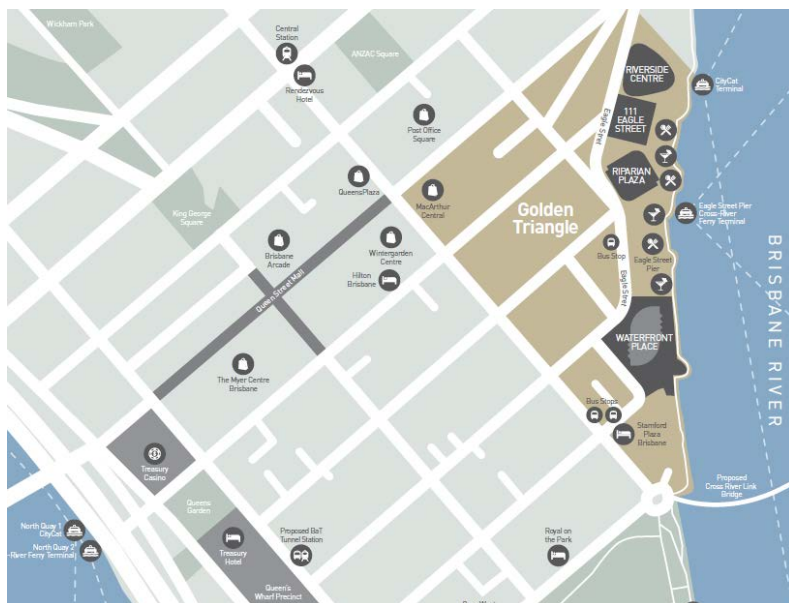 Wickham Park
Central
Station
ANZAC Square
Rendezvous
Hotel
Post Office
Square
RIVERSIDE
CENTRE
CityCat
Terminal
111
EAGLE
STREET
Eagle Stret
RIPARIAN
PLAZA
QueensPlaza
MacArthur
Central
King George
Square
Golden
Triangle
Eagle Street Pier
Cross-River
Ferry Terminal
Brisbane
Arcade
Wintergarden
Centre
Bus Stop
Eagle Street
Pier
Hilton
Brisbane
Queen Street Mall
Eagle Stret
BRISBANE RIVER
WATERFRONT
PLACE
The Myer Centre
Brisbane
Bus Stops
Stamford
Plaza
Brisbane
Treasury
Casino
Proposed
Cross River Link
Bridge
Queens
Garden
North Quay 1
CityCat
North Quay 2
-River Ferry Terminal
Treasury
Hotel
Proposed BaT
Tunnel Station
Royal on
the Park
Queen's
Wharf Precinct